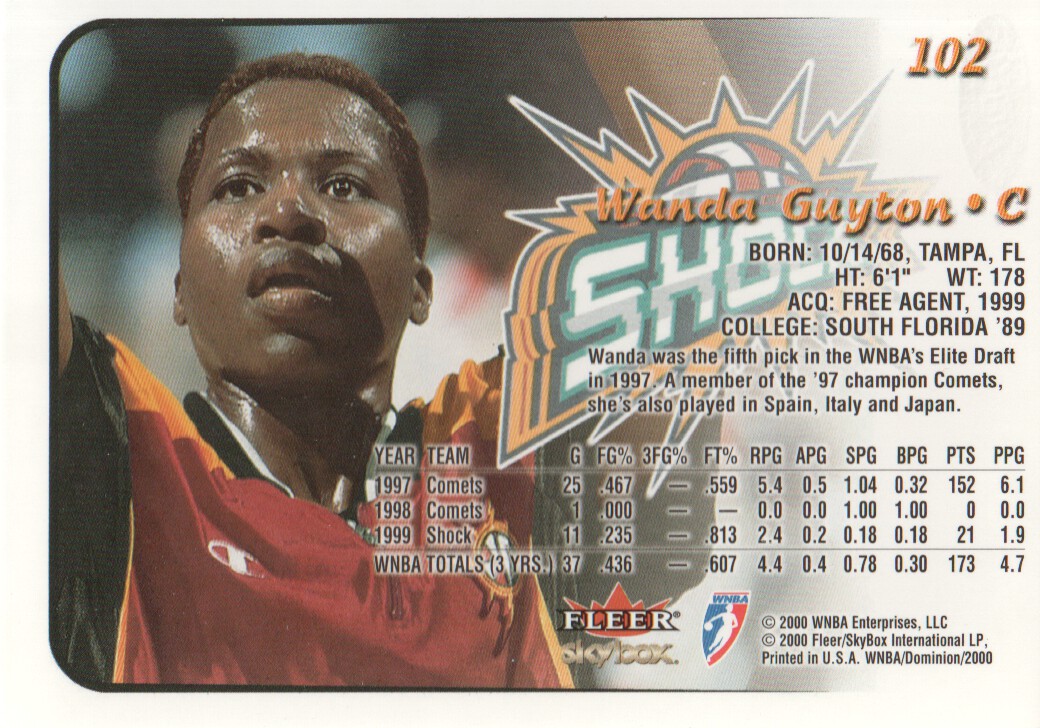 102
SHOC
Wanda Guyton • C
BORN: 10/14/68, TAMPA, FL
HT: 6'1" WT: 178
ACQ: FREE AGENT, 1999
COLLEGE: SOUTH FLORIDA '89
Wanda was the fifth pick in the WNBA's Elite Draft
in 1997. A member of the '97 champion Comets,
she's also played in Spain, Italy and Japan.
YEAR TEAM G FG% 3FG% FT% RPG APG SPG BPG PTS PPG
1997 Comets 25 .467 — .559 5.4 0.5 1.04 0.32 152 6.1
1998 Comets 1 .000 — — 0.0 0.0 1.00 1.00 0 0.0
1999 Shock 11 .235 — .813 2.4 0.2 0.18 0.18 21 1.9
WNBA TOTALS (3 YRS.) 37 .436 — .607 4.4 0.4 0.78 0.30 173 4.7
FLEER®
skybox.
WNBA
© 2000 WNBA Enterprises, LLC
© 2000 Fleer/SkyBox International LP,
Printed in U.S.A. WNBA/Dominion/2000